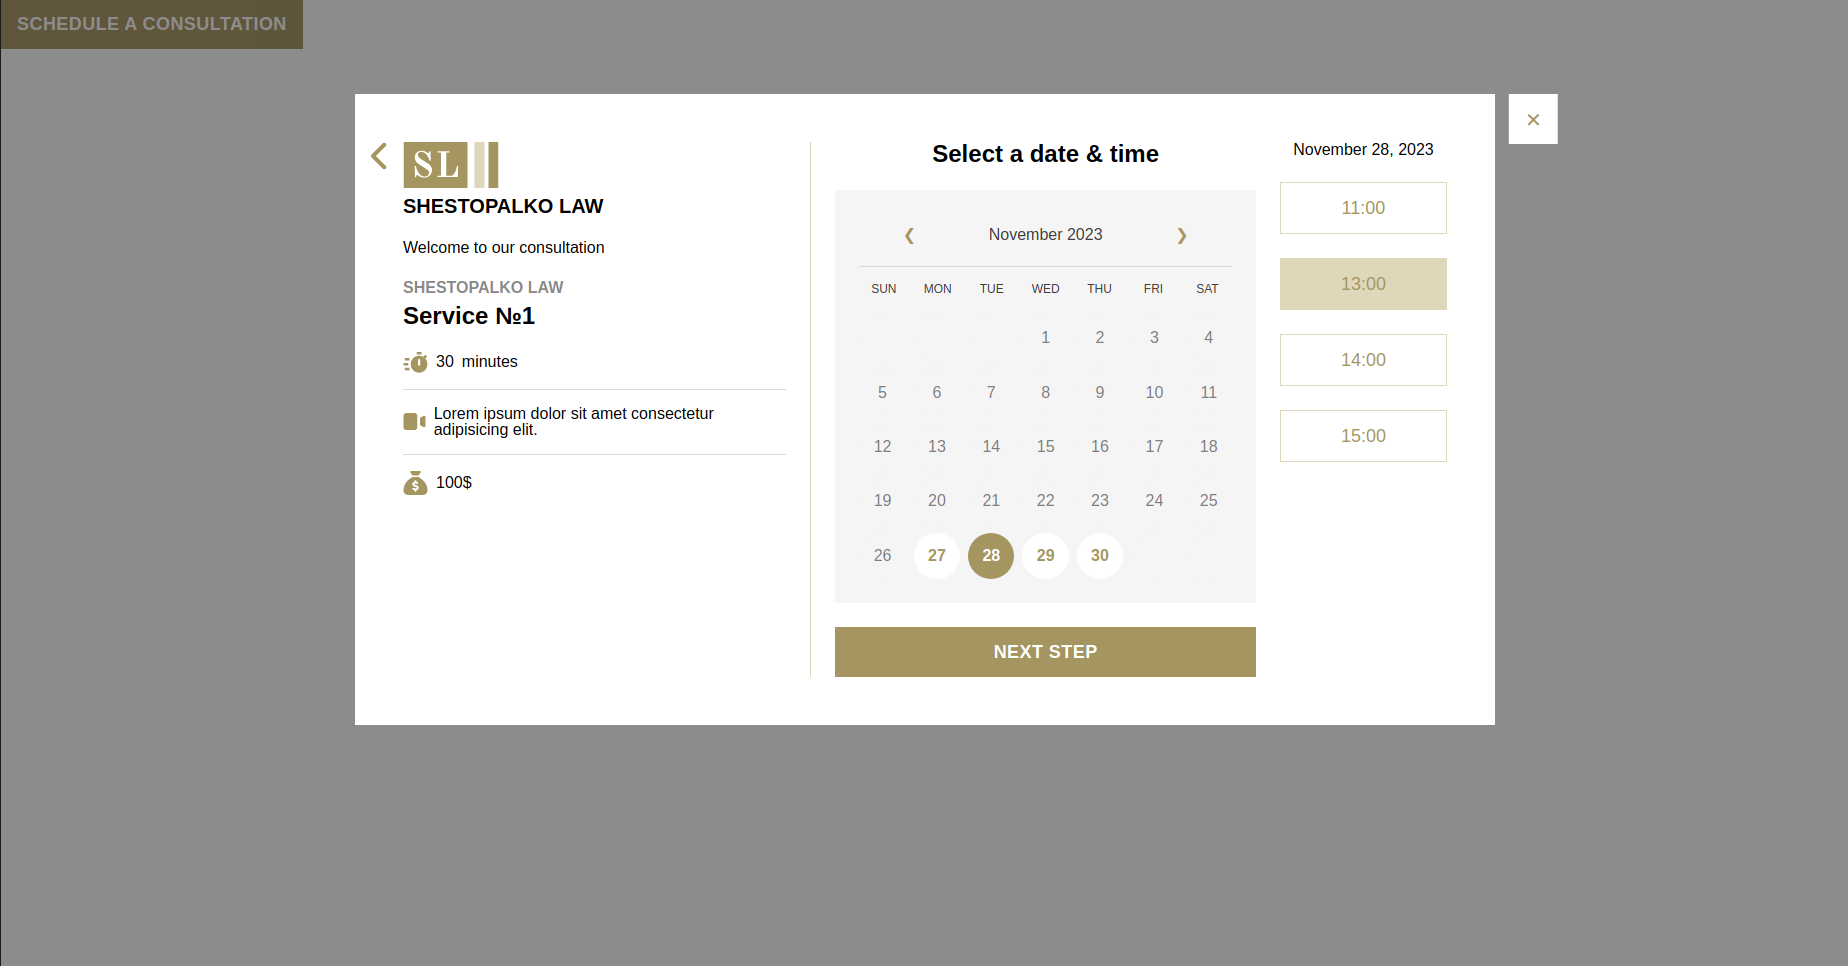 SCHEDULE A CONSULTATION
SL
SHESTOPALKO LAW
Welcome to our consultation
SHESTOPALKO LAW
Service №1
30 minutes
Lorem ipsum dolor sit amet consectetur
adipisicing elit.
$
100$
Select a date & time
❮ November 2023 ❯
SUN MON TUE WED THU FRI SAT
1 2 3 4
5 6 7 8 9 10 11
12 13 14 15 16 17 18
19 20 21 22 23 24 25
26 27 28 29 30
NEXT STEP
November 28, 2023
11:00
13:00
14:00
15:00
✕